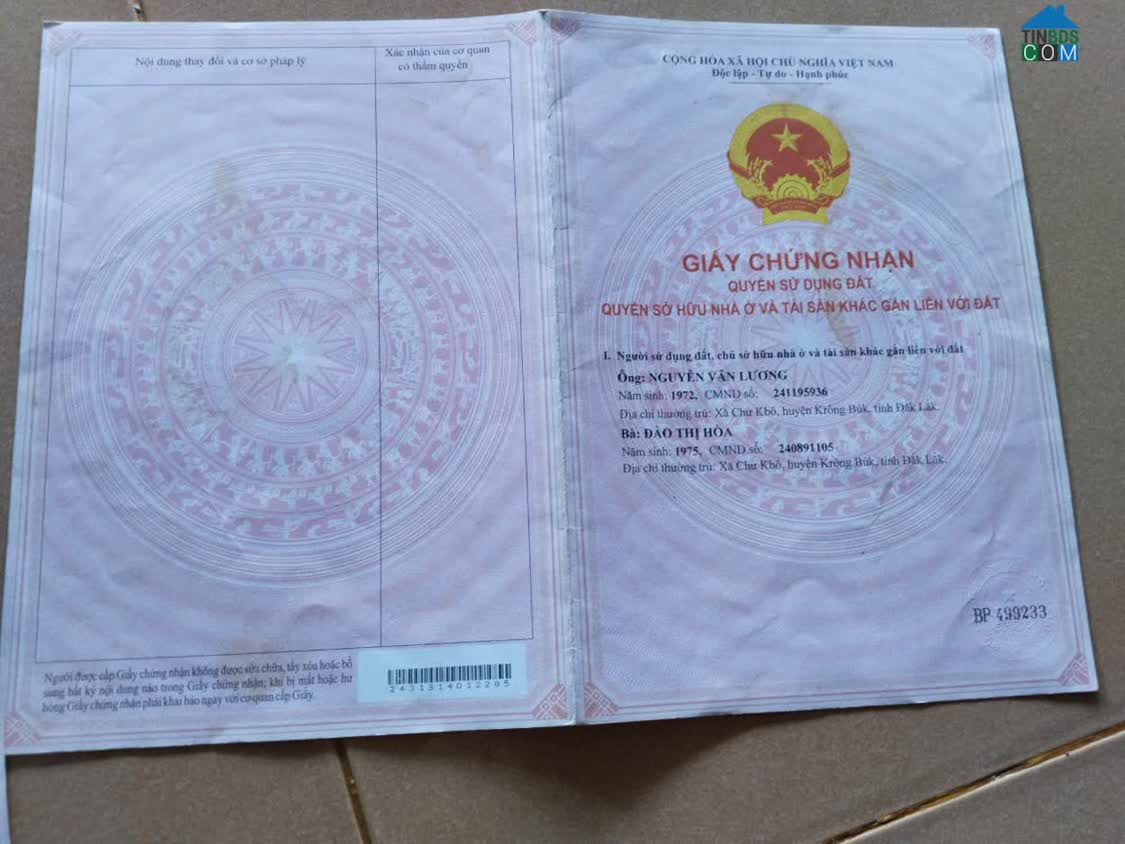 Nội dung thay đổi và cơ sở pháp lý
Xác nhận của cơ quan
có thẩm quyền
Người được cấp Giấy chứng nhận không được sửa chữa, tẩy xóa hoặc bổ
sung bất kỳ nội dung nào trong Giấy chứng nhận; khi bị mất hoặc hư
hỏng Giấy chứng nhận phải khai báo ngay với cơ quan cấp Giấy.
2431314012285
TINBDS
COM
CỘNG HÒA XÃ HỘI CHỦ NGHĨA VIỆT NAM
Độc lập - Tự do - Hạnh phúc
GIẤY CHỨNG NHẬN
QUYỀN SỬ DỤNG ĐẤT
QUYỀN SỞ HỮU NHÀ Ở VÀ TÀI SẢN KHÁC GẮN LIỀN VỚI ĐẤT
I. Người sử dụng đất, chủ sở hữu nhà ở và tài sản khác gắn liền với đất
Ông: NGUYỄN VĂN LƯƠNG
Năm sinh: 1972, CMND số: 241195936
Địa chỉ thường trú: Xã Chư Kbô, huyện Krông Búk, tỉnh Đắk Lắk.
Bà: ĐÀO THỊ HÒA
Năm sinh: 1975, CMND số: 240891105
Địa chỉ thường trú: Xã Chư Kbô, huyện Krông Búk, tỉnh Đắk Lắk.
BP 499233